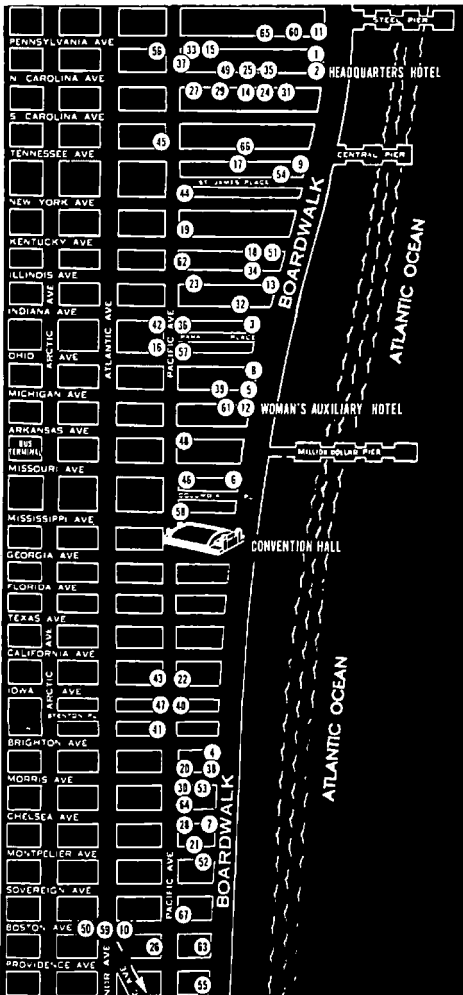 STEEL PIER
65 60 11
PENNSYLVANIA AVE
56 33 15 1
37
49 25 35 2 HEADQUARTERS HOTEL
N CAROLINA AVE
27 29 14 24 31
S CAROLINA AVE
45 66
TENNESSEE AVE
CENTRAL PIER
17 9
54
ST. JAMES PLACE
44
NEW YORK AVE
BOARDWALK
19
KENTUCKY AVE
18 51
62 34
ILLINOIS AVE
23 13
ATLANTIC OCEAN
32
INDIANA AVE
42 36 3
PLACE
16 57
OHIO AVE
ARCTIC AVE
ATLANTIC AVE
PACIFIC AVE
8
MICHIGAN AVE
39 5
61 12 WOMAN'S AUXILIARY HOTEL
ARKANSAS AVE
48
BUS TERMINAL
MILLION DOLLAR PIER
MISSOURI AVE
46 6
COLUMBIA PL
MISSISSIPPI AVE
58
CONVENTION HALL
GEORGIA AVE
FLORIDA AVE
TEXAS AVE
CALIFORNIA AVE
43 22
IOWA AVE
ARCTIC AVE
47 40
STENTON PL
41
BRIGHTON AVE
4
20 38
MORRIS AVE
30 53
64
CHELSEA AVE
28 7
21
MONTPELIER AVE
52
BOARDWALK
ATLANTIC OCEAN
SOVEREIGN AVE
PACIFIC AVE
67
BOSTON AVE 50 59 10
26 63
PROVIDENCE AVE
55